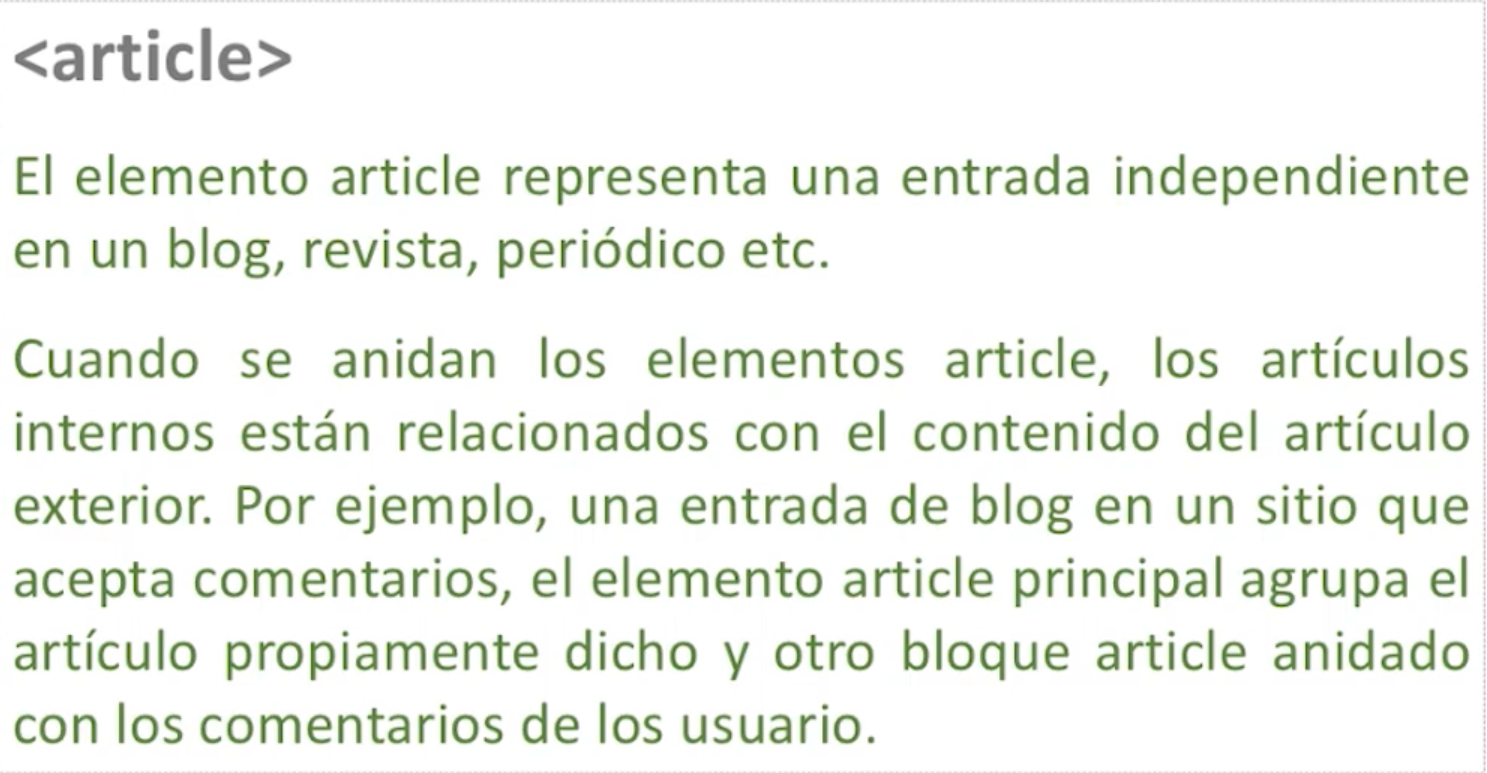 <article>
El elemento article representa una entrada independiente
en un blog, revista, periódico etc.
Cuando se anidan los elementos article, los artículos
internos están relacionados con el contenido del artículo
exterior. Por ejemplo, una entrada de blog en un sitio que
acepta comentarios, el elemento article principal agrupa el
artículo propiamente dicho y otro bloque article anidado
con los comentarios de los usuario.